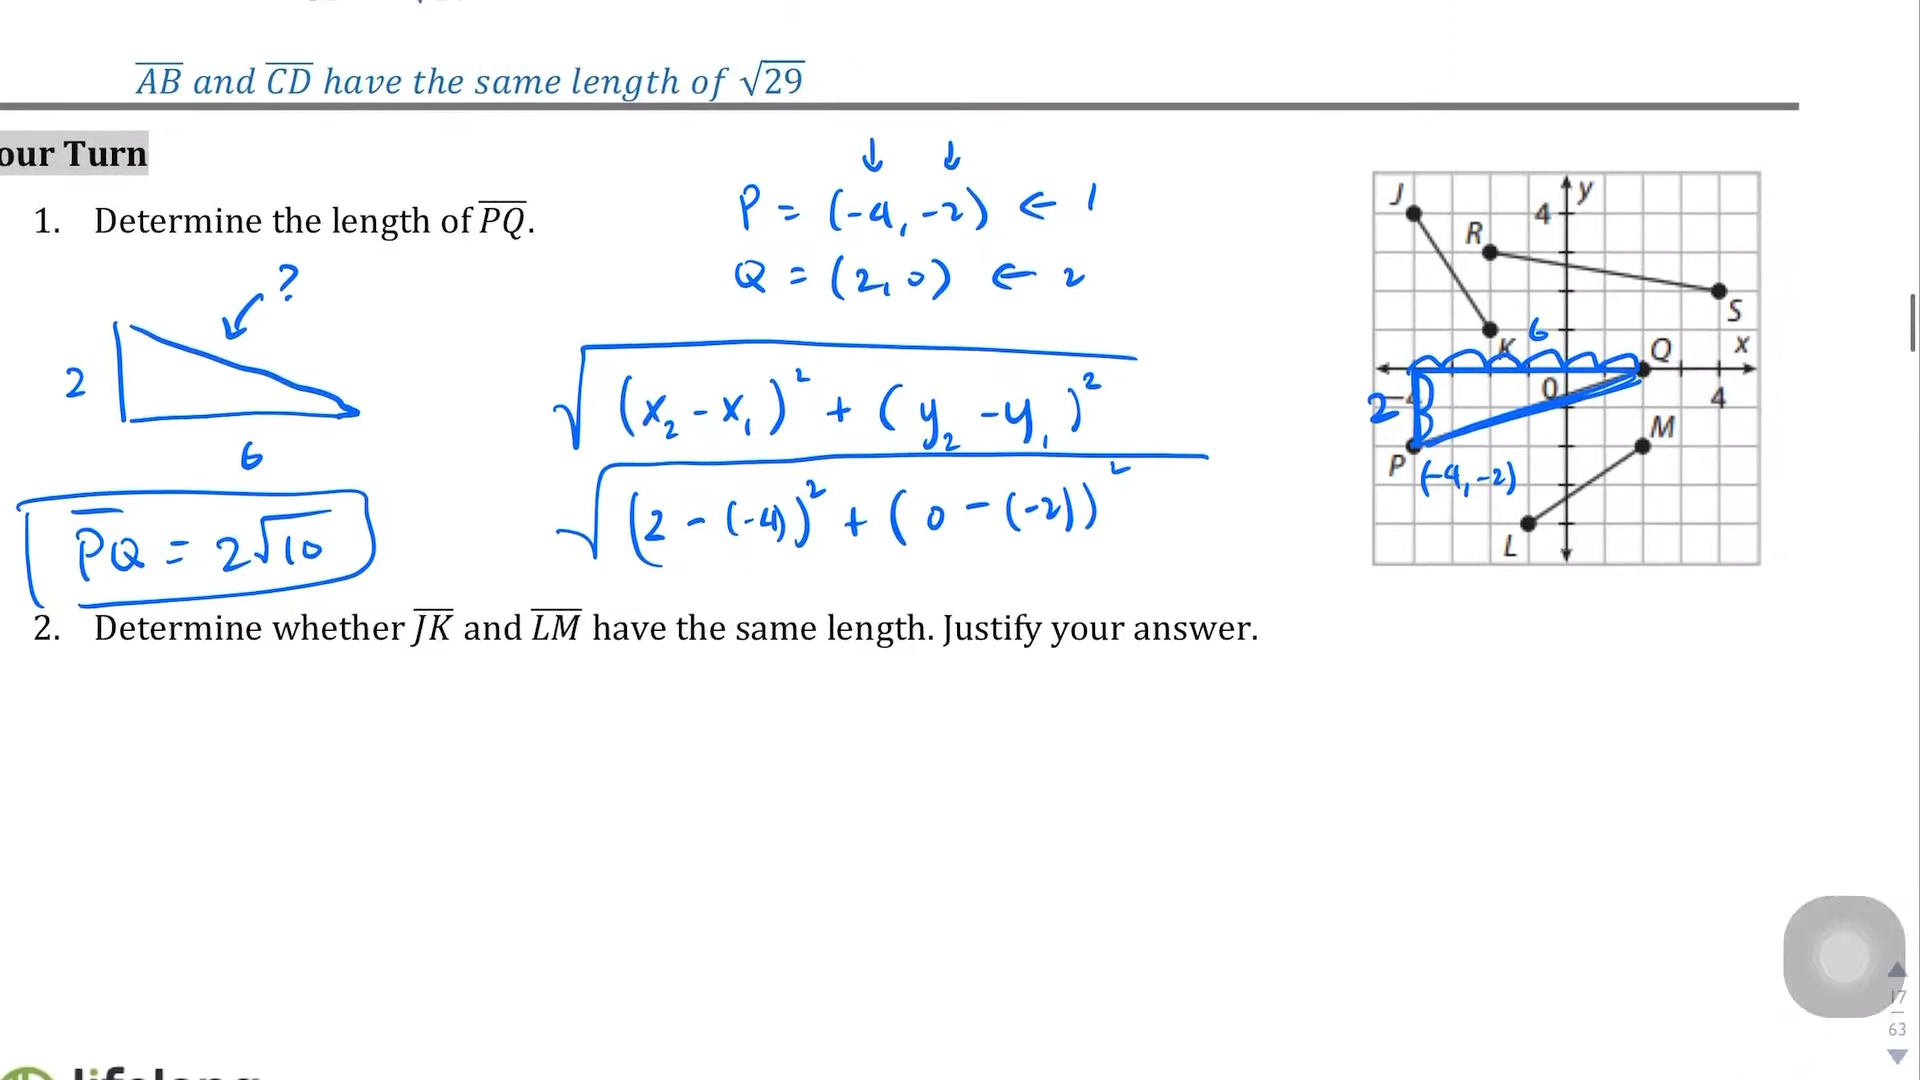 AB and CD have the same length of √29
our Turn
1. Determine the length of PQ.
P = (-4, -2) ← 1
Q = (2, 0) ← 2
?
2
6
√(x₂ - x₁)² + (y₂ - y₁)²
√(2 - (-4))² + (0 - (-2))²
PQ = 2√10
J
4
y
R
S
K
6
Q
x
0
4
2
-4
M
P (-4, -2)
L
2. Determine whether JK and LM have the same length. Justify your answer.
17
63